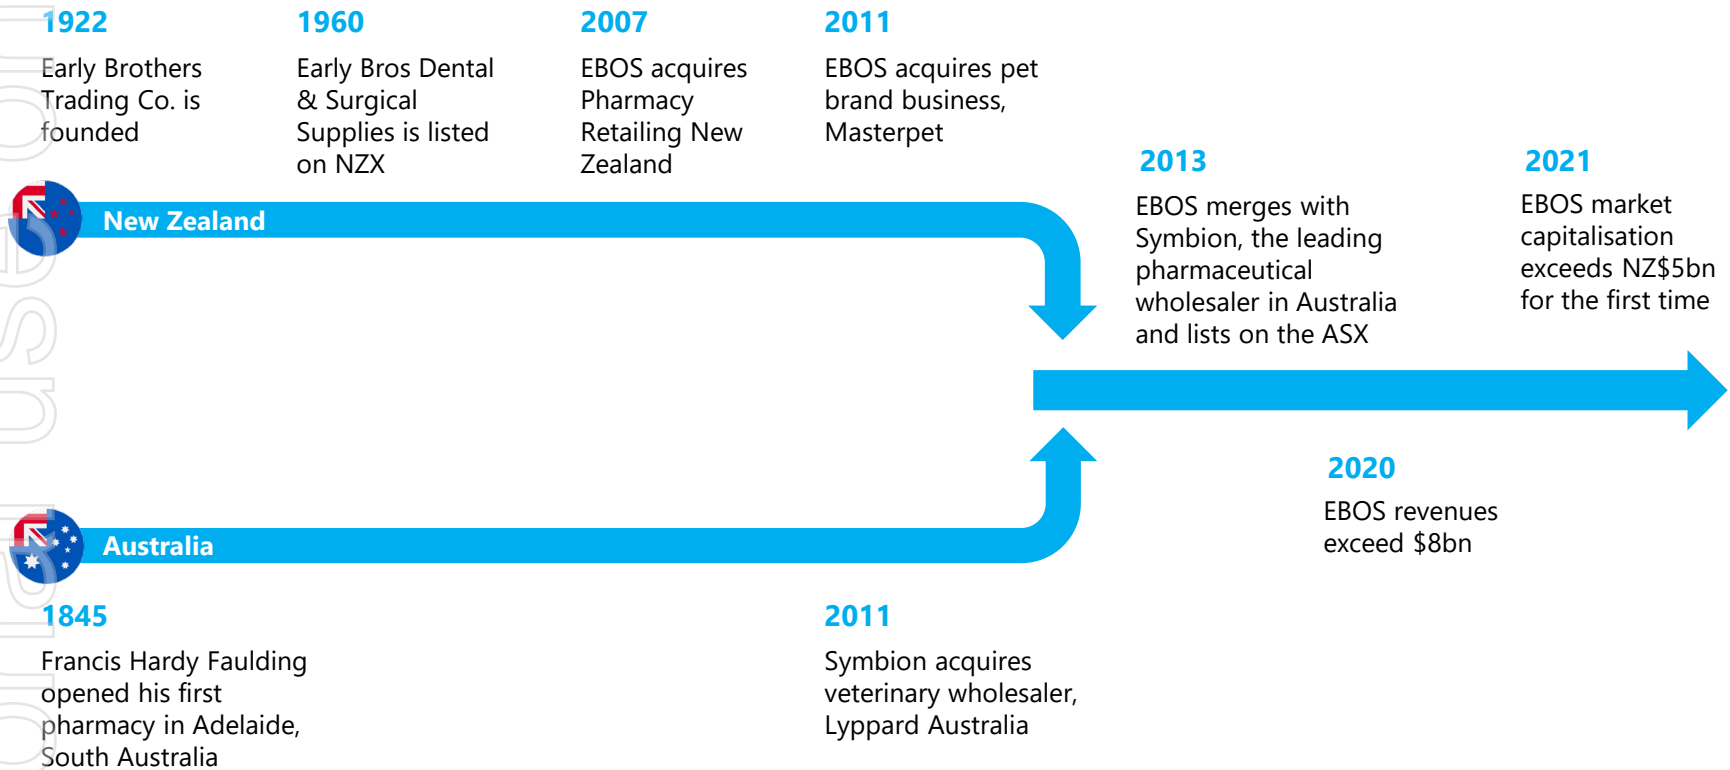 1922
Early Brothers
Trading Co. is
founded
1960
Early Bros Dental
& Surgical
Supplies is listed
on NZX
2007
EBOS acquires
Pharmacy
Retailing New
Zealand
2011
EBOS acquires pet
brand business,
Masterpet
New Zealand
2013
EBOS merges with
Symbion, the leading
pharmaceutical
wholesaler in Australia
and lists on the ASX
2021
EBOS market
capitalisation
exceeds NZ$5bn
for the first time
2020
EBOS revenues
exceed $8bn
Australia
1845
Francis Hardy Faulding
opened his first
pharmacy in Adelaide,
South Australia
2011
Symbion acquires
veterinary wholesaler,
Lyppard Australia